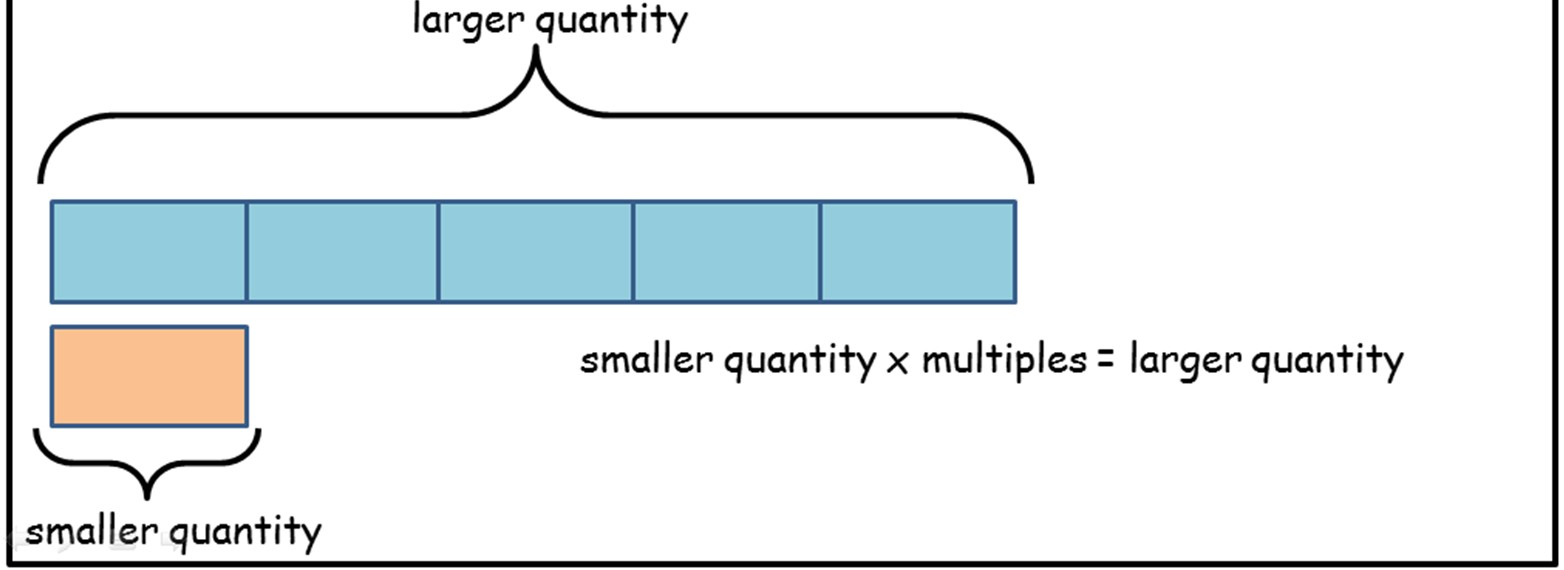 larger quantity
smaller quantity x multiples = larger quantity
smaller quantity